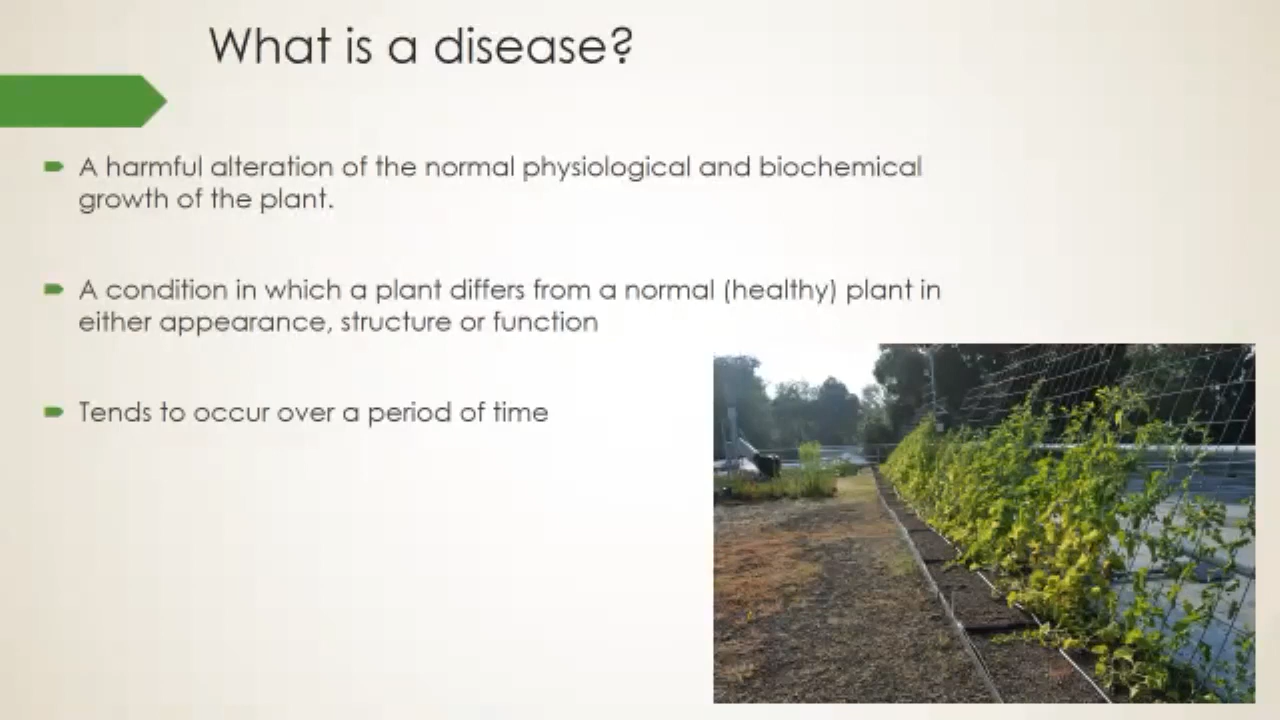 What is a disease?
A harmful alteration of the normal physiological and biochemical
growth of the plant.
A condition in which a plant differs from a normal (healthy) plant in
either appearance, structure or function
Tends to occur over a period of time